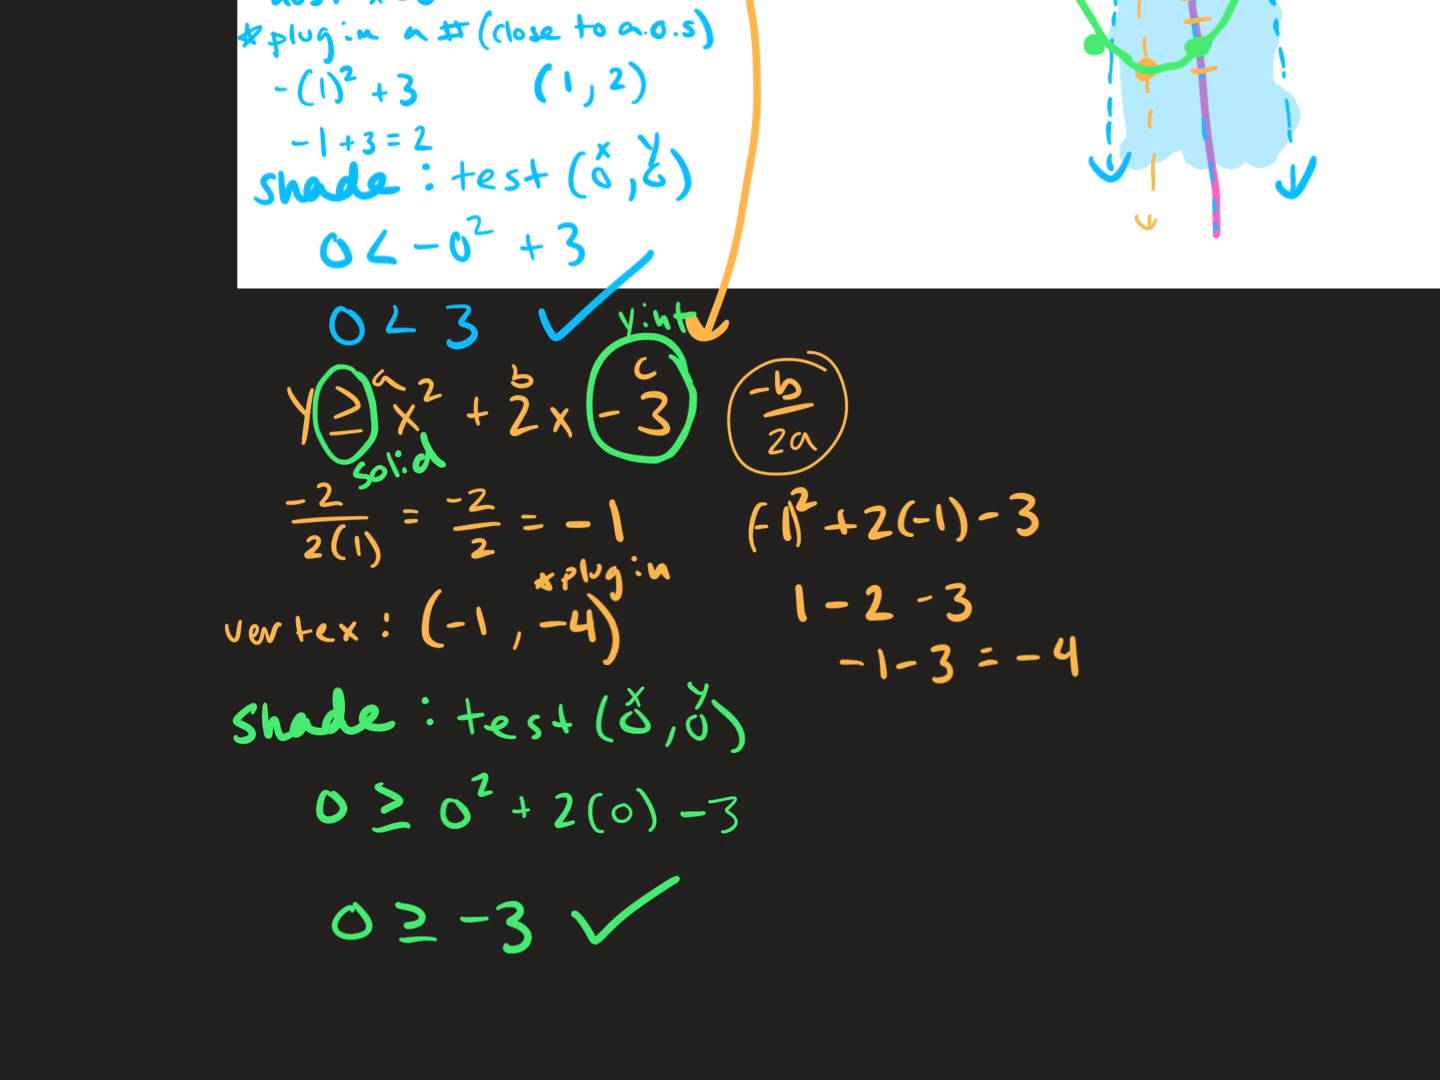 *plug in a # (close to a.o.s)
-(1)² + 3 (1, 2)
-1 + 3 = 2
x y
shade: test (0, 0)
0 < -0² + 3
0 < 3 ✓
y int
a b c
y ≥ x² + 2x - 3 -b/2a
solid
-2/2(1) = -2/2 = -1 (-1)² + 2(-1) - 3
*plug in
1 - 2 - 3
vertex: (-1, -4)
-1 - 3 = -4
x y
shade: test (0, 0)
0 ≥ 0² + 2(0) - 3
0 ≥ -3 ✓